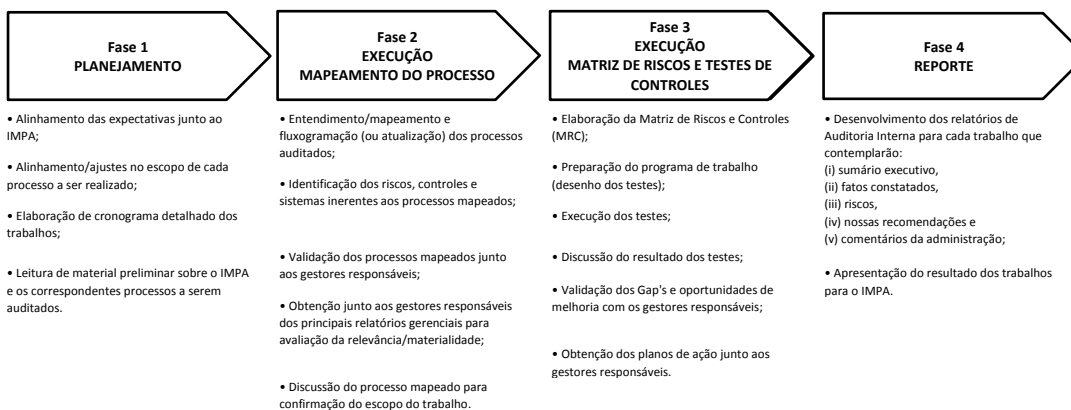 Fase 1
PLANEJAMENTO
• Alinhamento das expectativas junto ao
IMPA;
• Alinhamento/ajustes no escopo de cada
processo a ser realizado;
• Elaboração de cronograma detalhado dos
trabalhos;
• Leitura de material preliminar sobre o IMPA
e os correspondentes processos a serem
auditados.
Fase 2
EXECUÇÃO
MAPEAMENTO DO PROCESSO
• Entendimento/mapeamento e
fluxogramação (ou atualização) dos processos
auditados;
• Identificação dos riscos, controles e
sistemas inerentes aos processos mapeados;
• Validação dos processos mapeados junto
aos gestores responsáveis;
• Obtenção junto aos gestores responsáveis
dos principais relatórios gerenciais para
avaliação da relevância/materialidade;
• Discussão do processo mapeado para
confirmação do escopo do trabalho.
Fase 3
EXECUÇÃO
MATRIZ DE RISCOS E TESTES DE
CONTROLES
• Elaboração da Matriz de Riscos e Controles
(MRC);
• Preparação do programa de trabalho
(desenho dos testes);
• Execução dos testes;
• Discussão do resultado dos testes;
• Validação dos Gap's e oportunidades de
melhoria com os gestores responsáveis;
• Obtenção dos planos de ação junto aos
gestores responsáveis.
Fase 4
REPORTE
• Desenvolvimento dos relatórios de
Auditoria Interna para cada trabalho que
contemplarão:
(i) sumário executivo,
(ii) fatos constatados,
(iii) riscos,
(iv) nossas recomendações e
(v) comentários da administração;
• Apresentação do resultado dos trabalhos
para o IMPA.